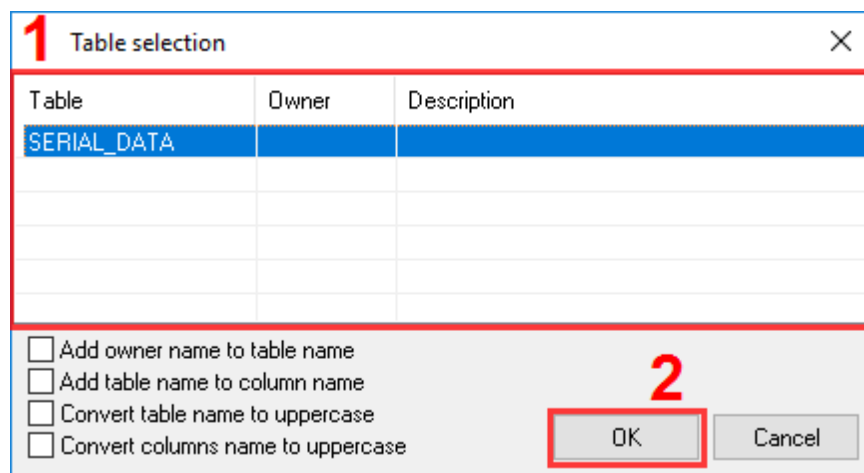 1 Table selection
Table Owner Description
SERIAL_DATA
Add owner name to table name
Add table name to column name
Convert table name to uppercase
Convert columns name to uppercase
2
OK Cancel